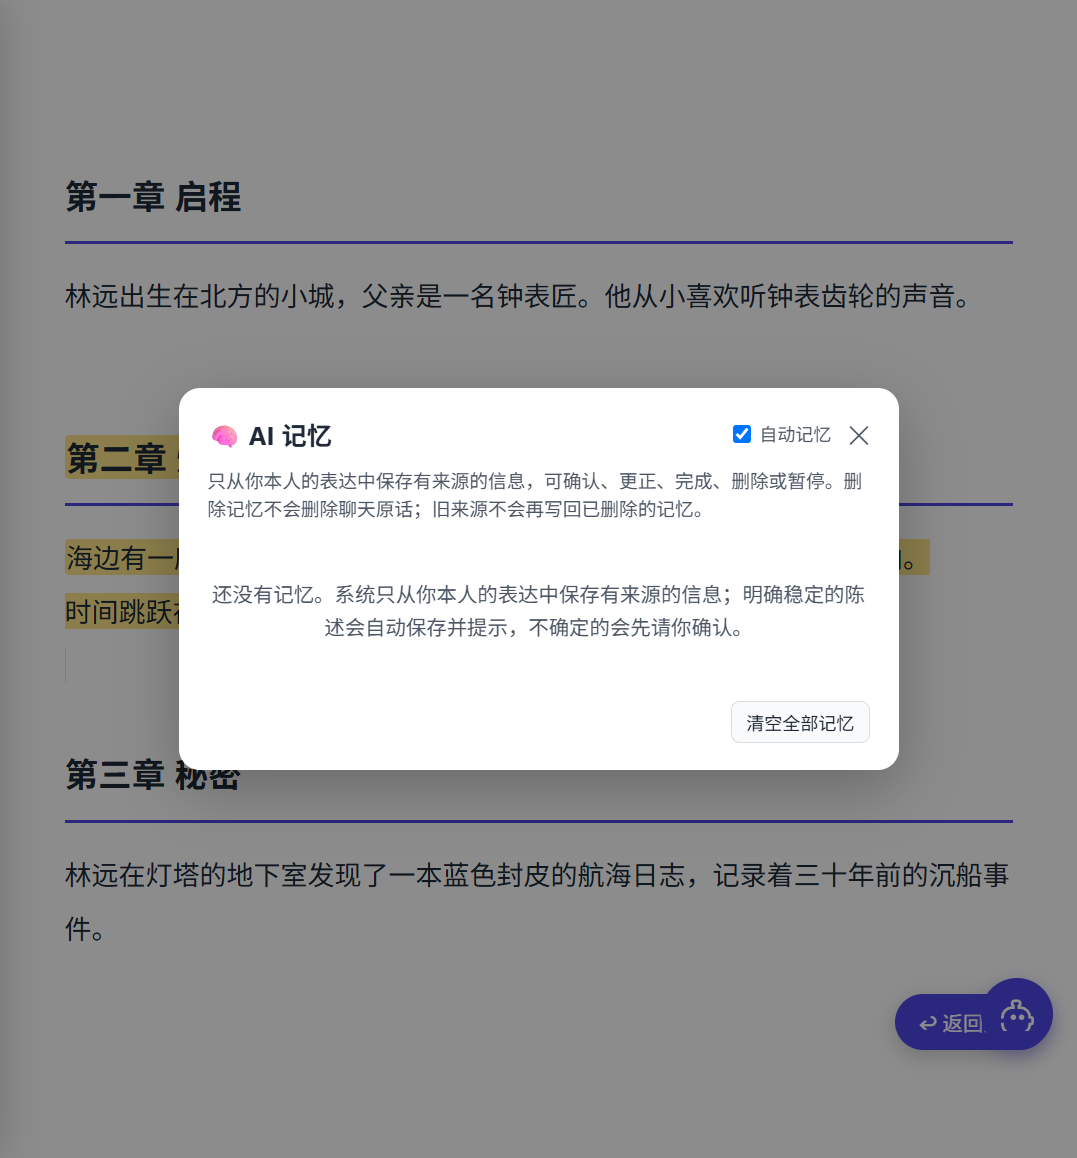 第一章 启程
林远出生在北方的小城，父亲是一名钟表匠。他从小喜欢听钟表齿轮的声音。
第二章
AI 记忆
自动记忆
只从你本人的表达中保存有来源的信息，可确认、更正、完成、删除或暂停。删
除记忆不会删除聊天原话；旧来源不会再写回已删除的记忆。
海边有一
时间跳跃
还没有记忆。系统只从你本人的表达中保存有来源的信息；明确稳定的陈
述会自动保存并提示，不确定的会先请你确认。
清空全部记忆
第三章 秘密
林远在灯塔的地下室发现了一本蓝色封皮的航海日志，记录着三十年前的沉船事
件。
返回